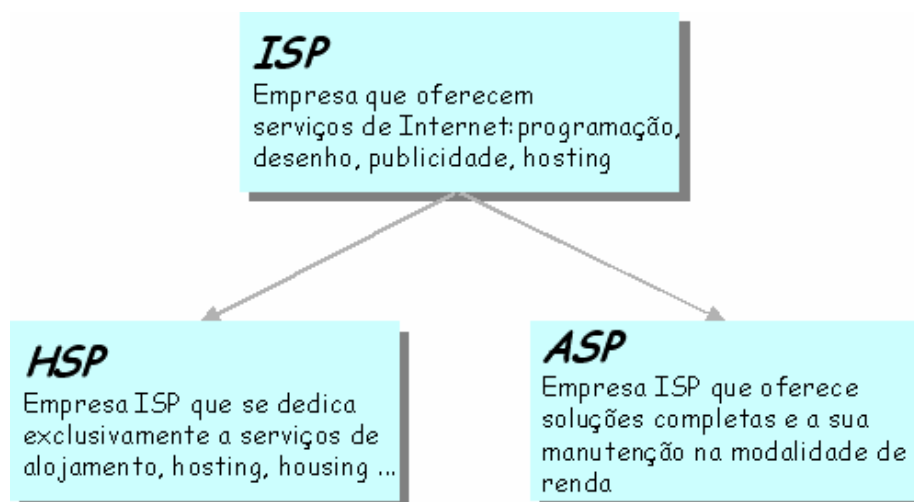 ISP
Empresa que oferecem
serviços de Internet:programação,
desenho, publicidade, hosting
HSP
Empresa ISP que se dedica
exclusivamente a serviços de
alojamento, hosting, housing ...
ASP
Empresa ISP que oferece
soluções completas e a sua
manutenção na modalidade de
renda